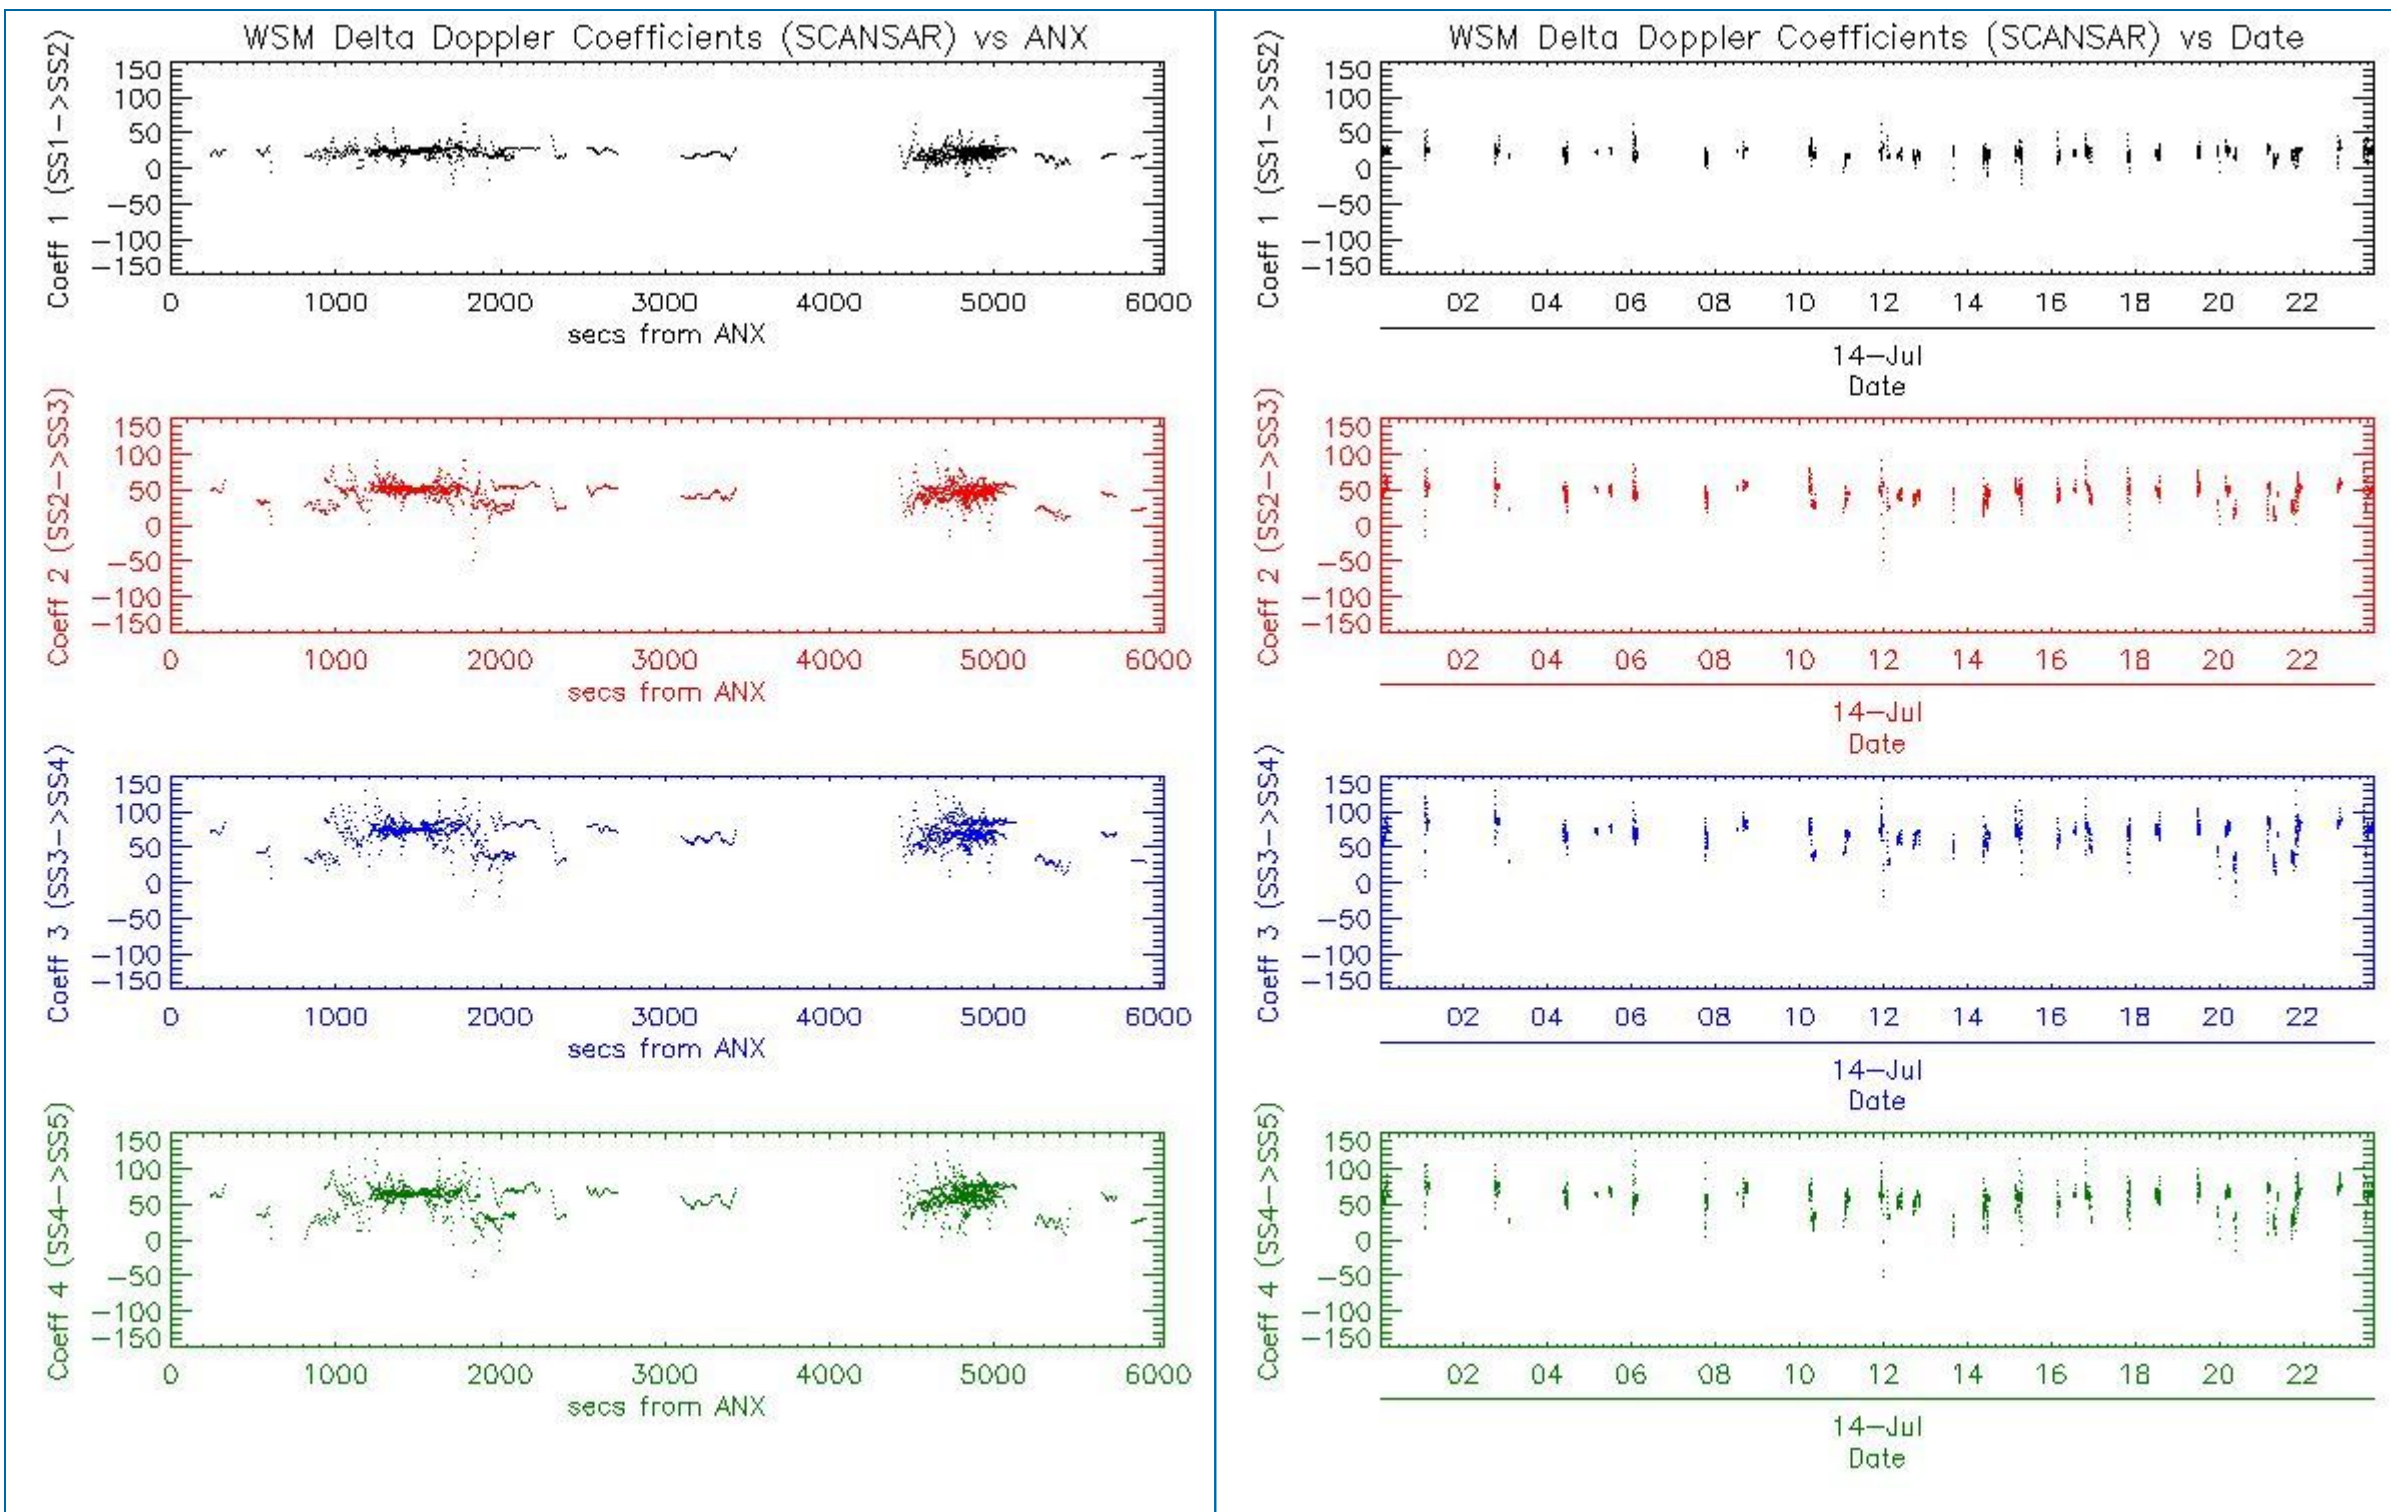 WSM Delta Doppler Coefficients (SCANSAR) vs ANX
Coeff 1 (SS1->SS2)
150
100
50
0
-50
-100
-150
0 1000 2000 3000 4000 5000 6000
secs from ANX
Coeff 2 (SS2->SS3)
150
100
50
0
-50
-100
-150
0 1000 2000 3000 4000 5000 6000
secs from ANX
Coeff 3 (SS3->SS4)
150
100
50
0
-50
-100
-150
0 1000 2000 3000 4000 5000 6000
secs from ANX
Coeff 4 (SS4->SS5)
150
100
50
0
-50
-100
-150
0 1000 2000 3000 4000 5000 6000
secs from ANX
WSM Delta Doppler Coefficients (SCANSAR) vs Date
Coeff 1 (SS1->SS2)
150
100
50
0
-50
-100
-150
02 04 06 08 10 12 14 16 18 20 22
14-Jul
Date
Coeff 2 (SS2->SS3)
150
100
50
0
-50
-100
-150
02 04 06 08 10 12 14 16 18 20 22
14-Jul
Date
Coeff 3 (SS3->SS4)
150
100
50
0
-50
-100
-150
02 04 06 08 10 12 14 16 18 20 22
14-Jul
Date
Coeff 4 (SS4->SS5)
150
100
50
0
-50
-100
-150
02 04 06 08 10 12 14 16 18 20 22
14-Jul
Date